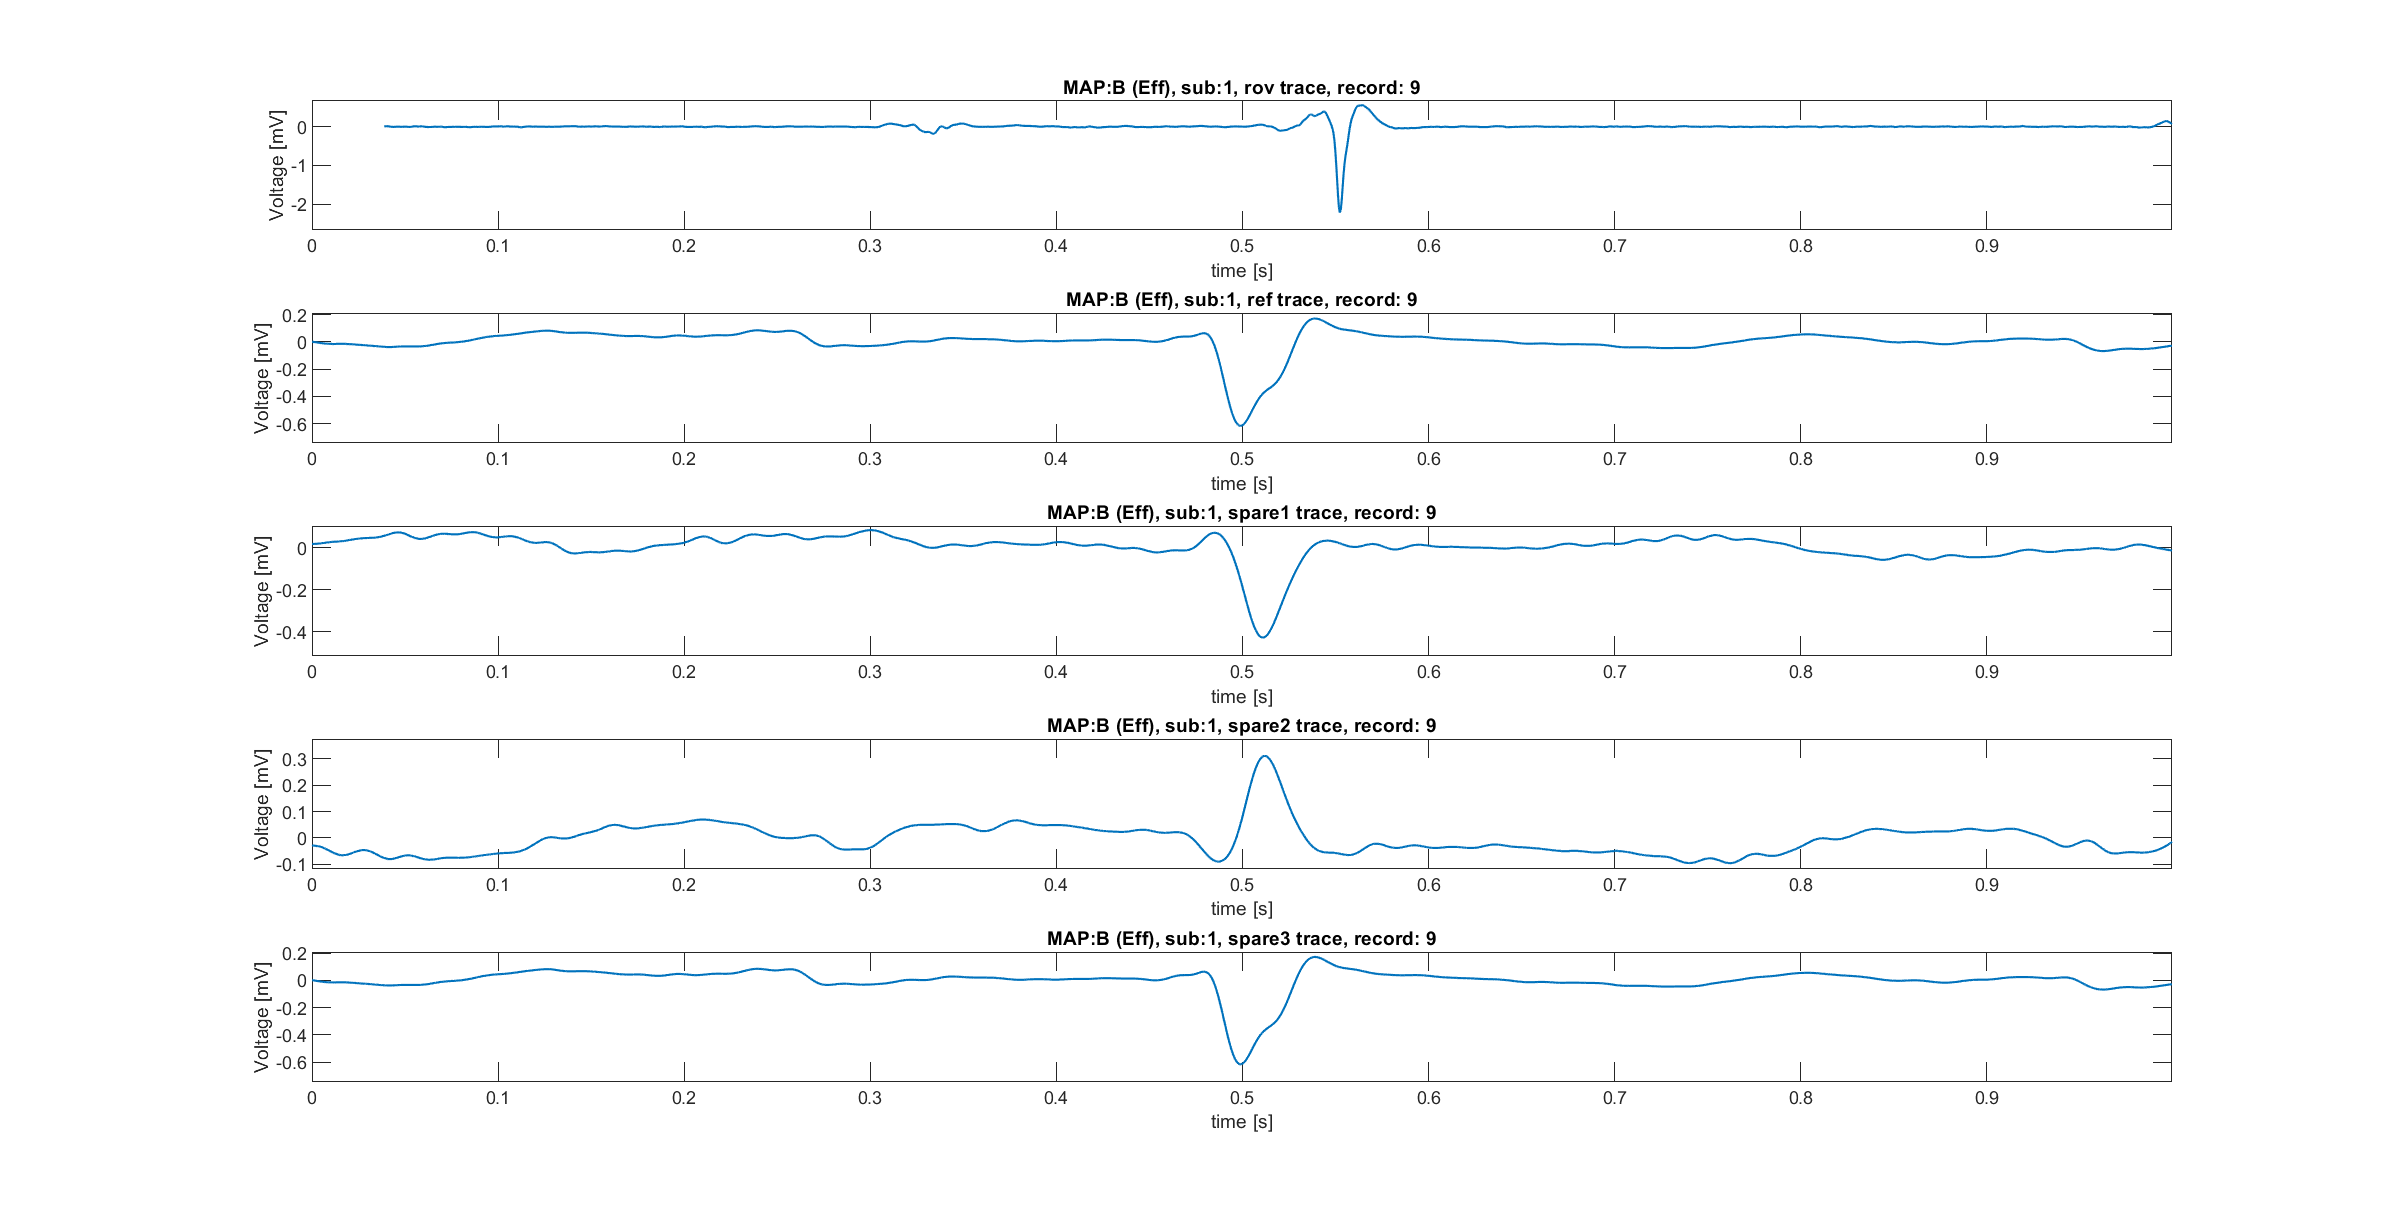 MAP:B (Eff), sub:1, rov trace, record: 9
Voltage [mV]
0
-1
-2
0 0.1 0.2 0.3 0.4 0.5 0.6 0.7 0.8 0.9
time [s]
MAP:B (Eff), sub:1, ref trace, record: 9
Voltage [mV]
0.2
0
-0.2
-0.4
-0.6
0 0.1 0.2 0.3 0.4 0.5 0.6 0.7 0.8 0.9
time [s]
MAP:B (Eff), sub:1, spare1 trace, record: 9
Voltage [mV]
0
-0.2
-0.4
0 0.1 0.2 0.3 0.4 0.5 0.6 0.7 0.8 0.9
time [s]
MAP:B (Eff), sub:1, spare2 trace, record: 9
Voltage [mV]
0.3
0.2
0.1
0
-0.1
0 0.1 0.2 0.3 0.4 0.5 0.6 0.7 0.8 0.9
time [s]
MAP:B (Eff), sub:1, spare3 trace, record: 9
Voltage [mV]
0.2
0
-0.2
-0.4
-0.6
0 0.1 0.2 0.3 0.4 0.5 0.6 0.7 0.8 0.9
time [s]